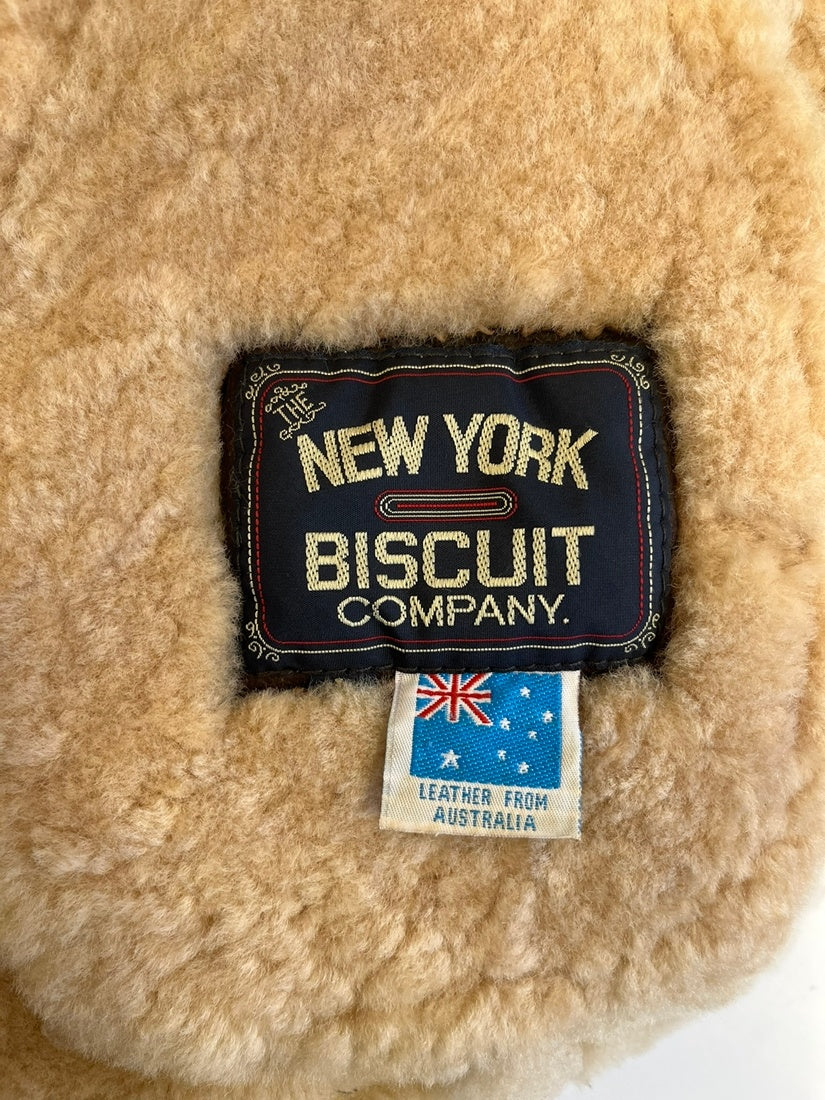 THE
NEW YORK
BISCUIT
COMPANY.
LEATHER FROM
AUSTRALIA